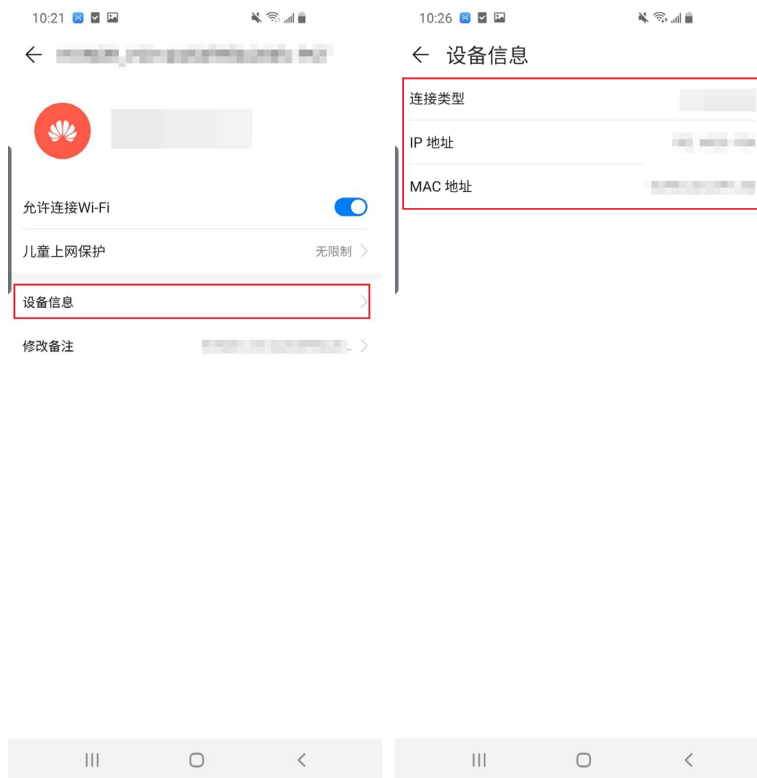 10:21
允许连接Wi-Fi
儿童上网保护 无限制
设备信息
修改备注 ..
10:26
设备信息
连接类型
IP 地址
MAC 地址